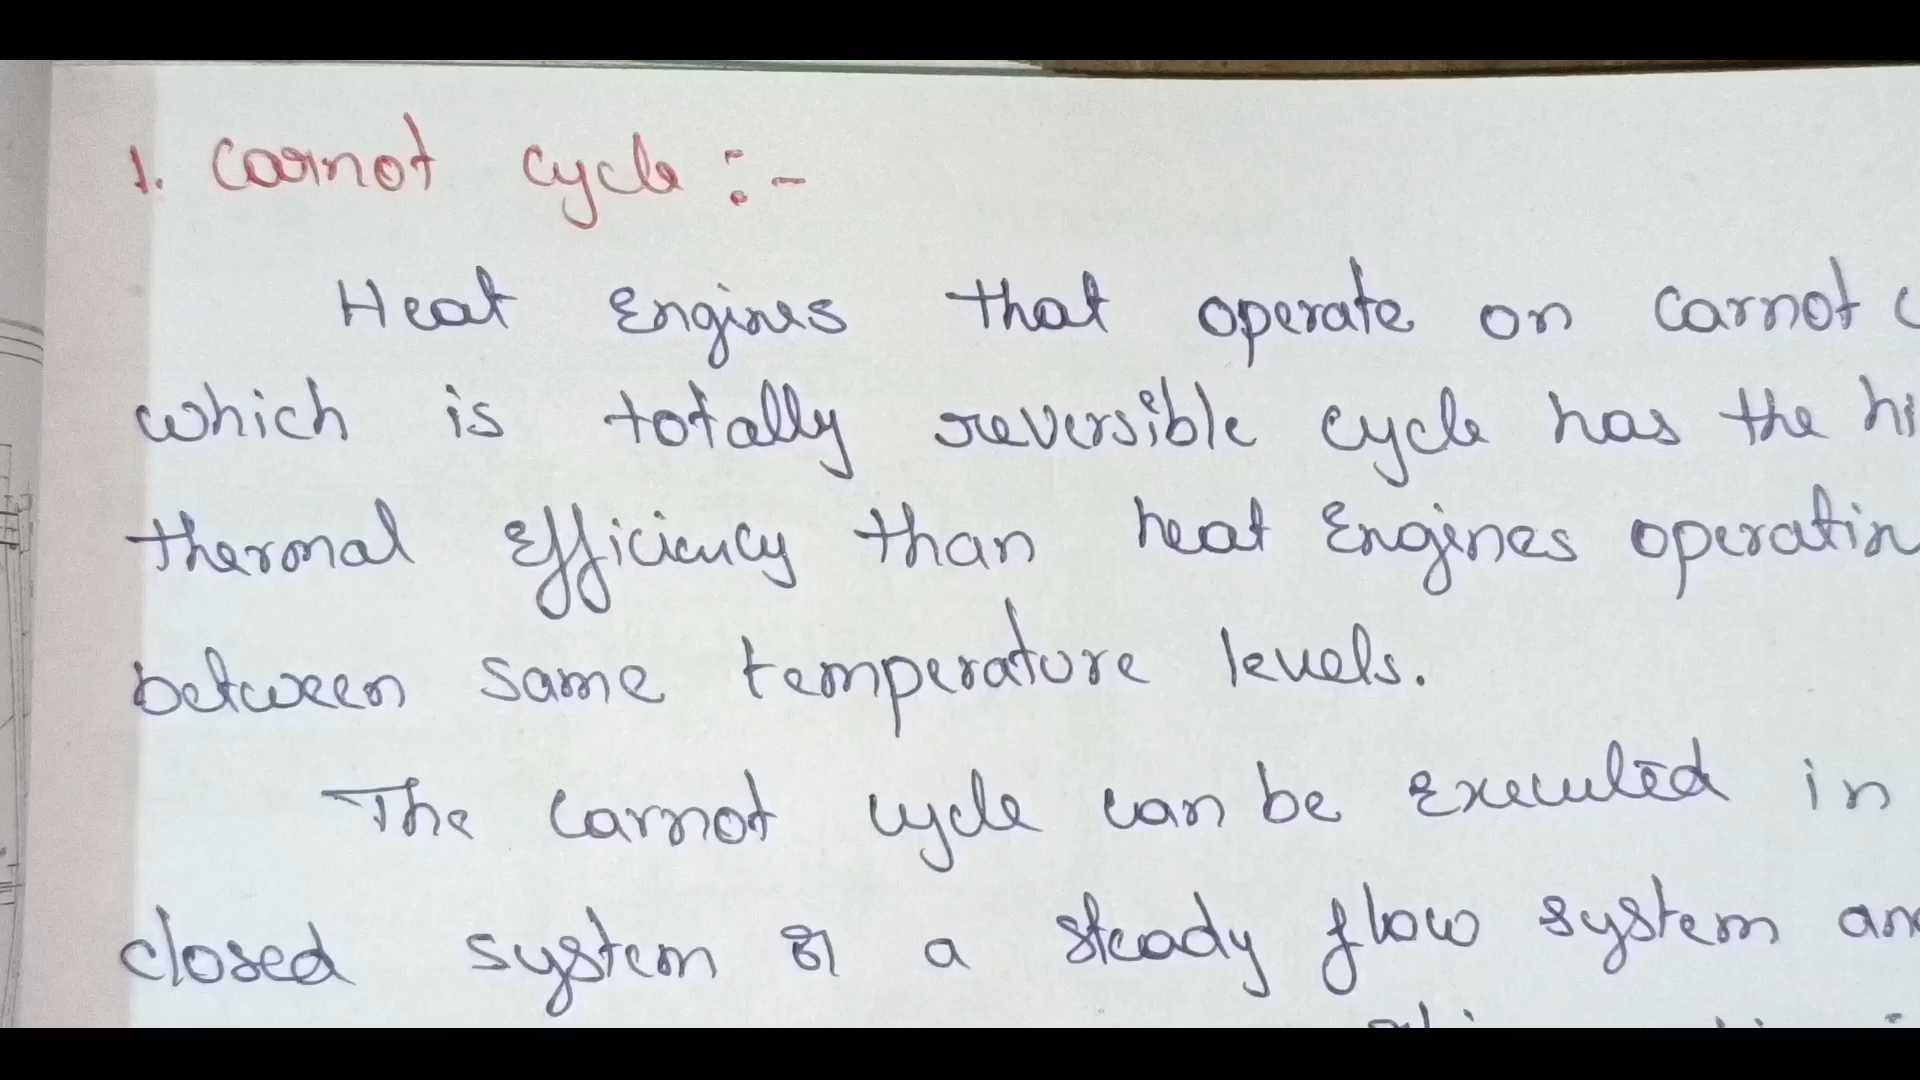 1. Carnot cycle :-
Heat Engines that operate on Carnot
which is totally reversible cycle has the
thermal Efficiency than heat Engines
between same temperature levels.
The Carnot cycle can be Executed in
closed system or a steady flow system